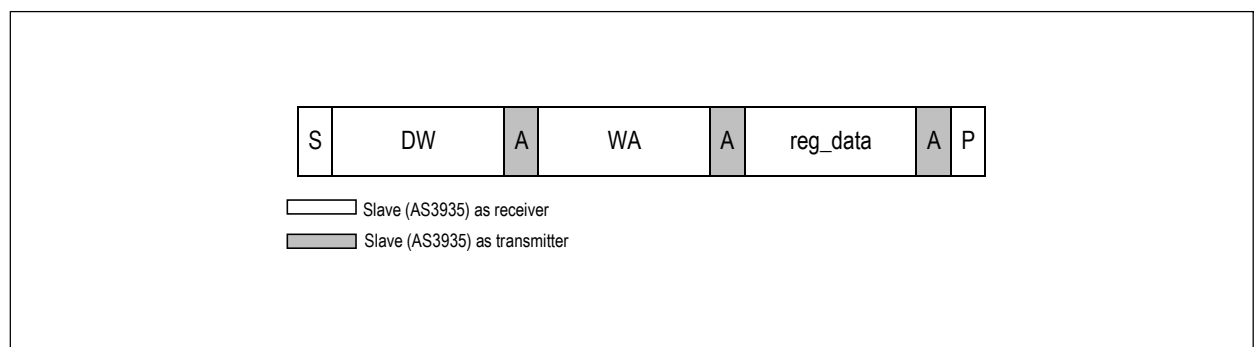 S DW A WA A reg_data A P
Slave (AS3935) as receiver
Slave (AS3935) as transmitter